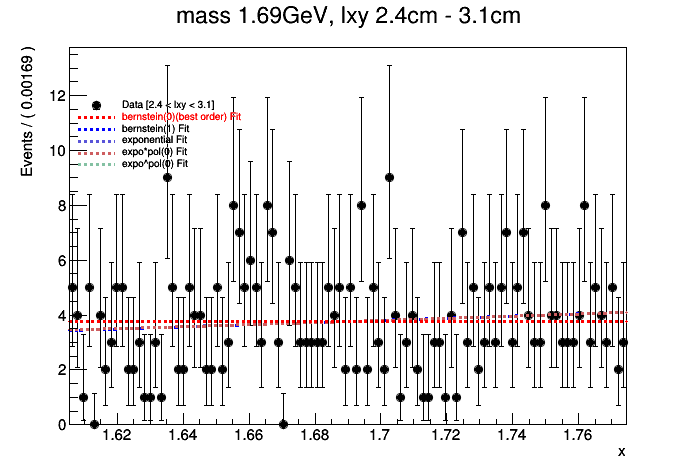 mass 1.69GeV, lxy 2.4cm - 3.1cm
Events / ( 0.00169 )
12
10
8
6
4
2
0
Data [2.4 < lxy < 3.1]
bernstein(0)(best order) Fit
bernstein(1) Fit
exponential Fit
expo*pol(0) Fit
expo^pol(0) Fit
1.62 1.64 1.66 1.68 1.7 1.72 1.74 1.76
x